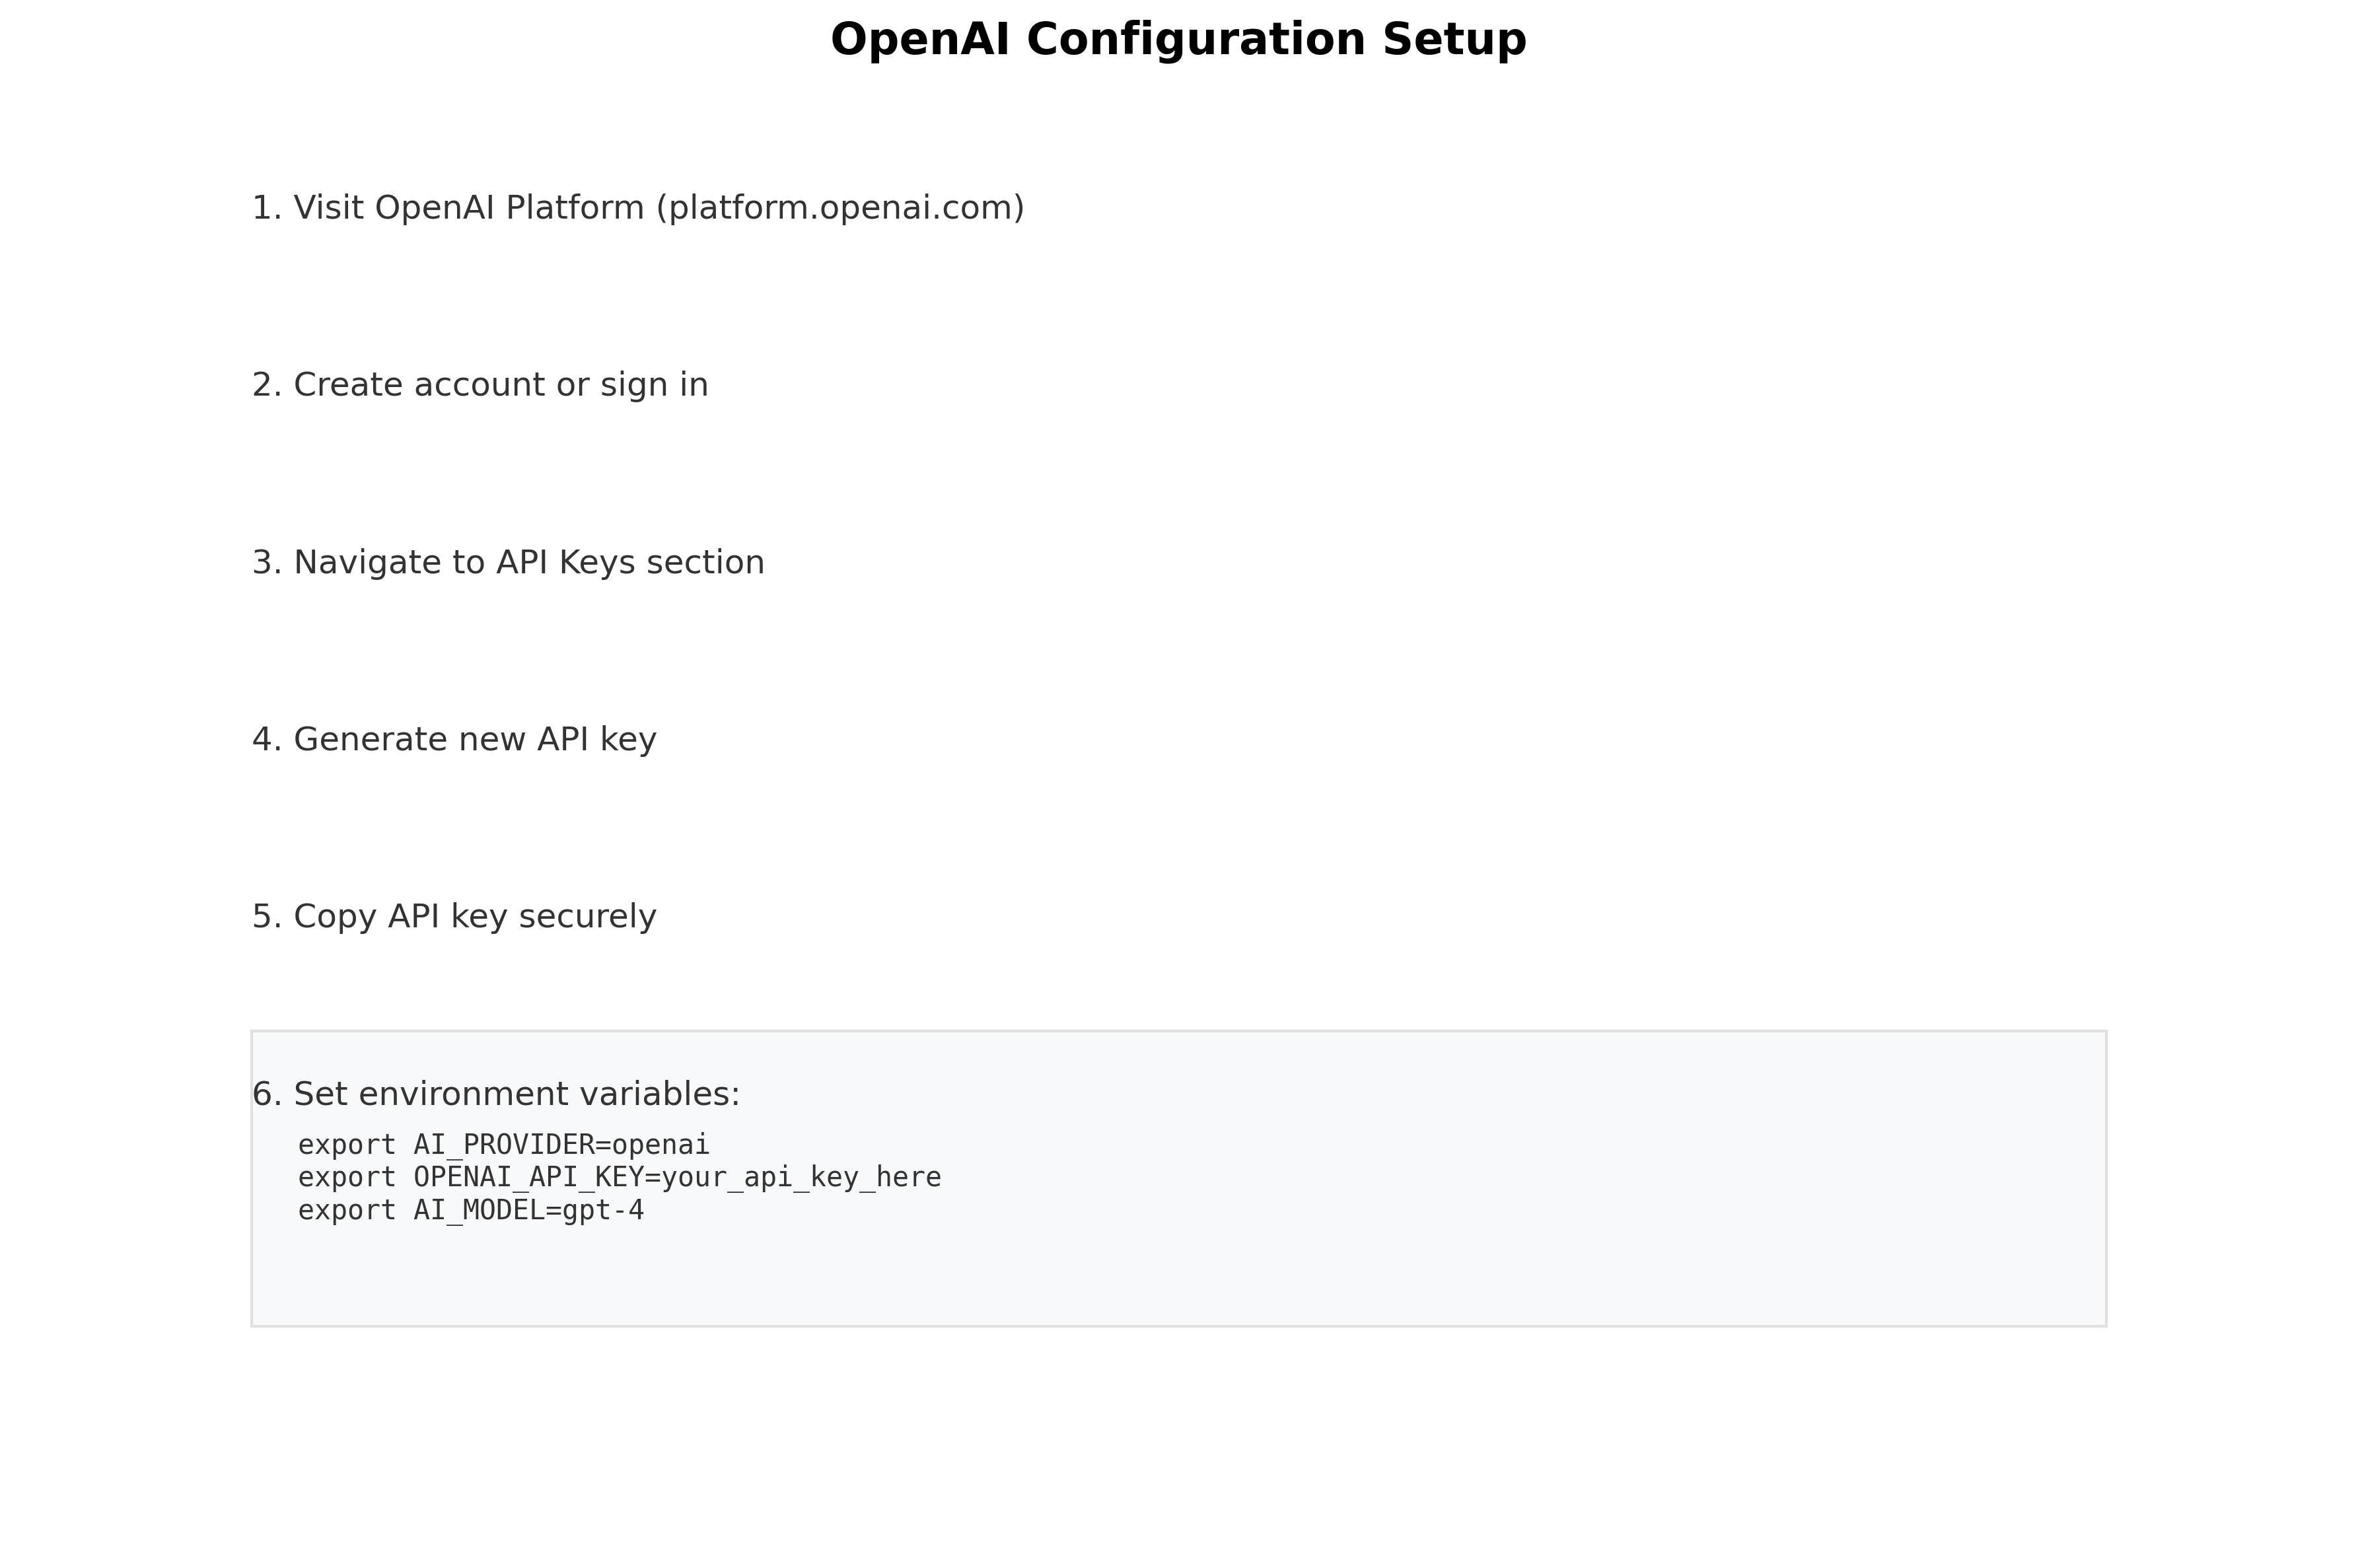 OpenAI Configuration Setup
1. Visit OpenAI Platform (platform.openai.com)
2. Create account or sign in
3. Navigate to API Keys section
4. Generate new API key
5. Copy API key securely
6. Set environment variables:
export AI_PROVIDER=openai
export OPENAI_API_KEY=your_api_key_here
export AI_MODEL=gpt-4